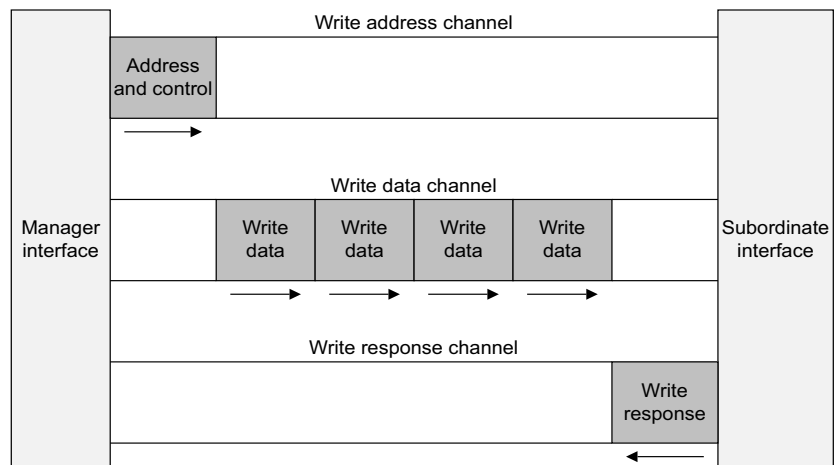 Write address channel
Address
and control
Write data channel
Manager
interface
Write
data
Write
data
Write
data
Write
data
Subordinate
interface
Write response channel
Write
response